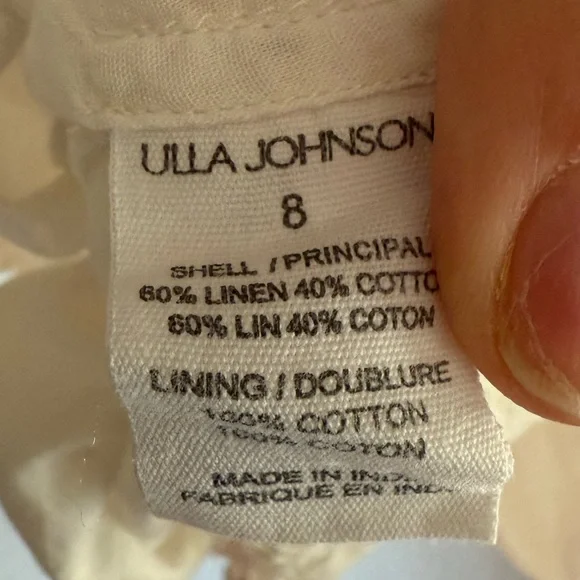 ULLA JOHNSON
8
SHELL / PRINCIPAL
60% LINEN 40% COTTO
60% LIN 40% COTON
LINING / DOUBLURE
100% COTTON
100% COTON
MADE IN IND
FABRIQUE EN IND